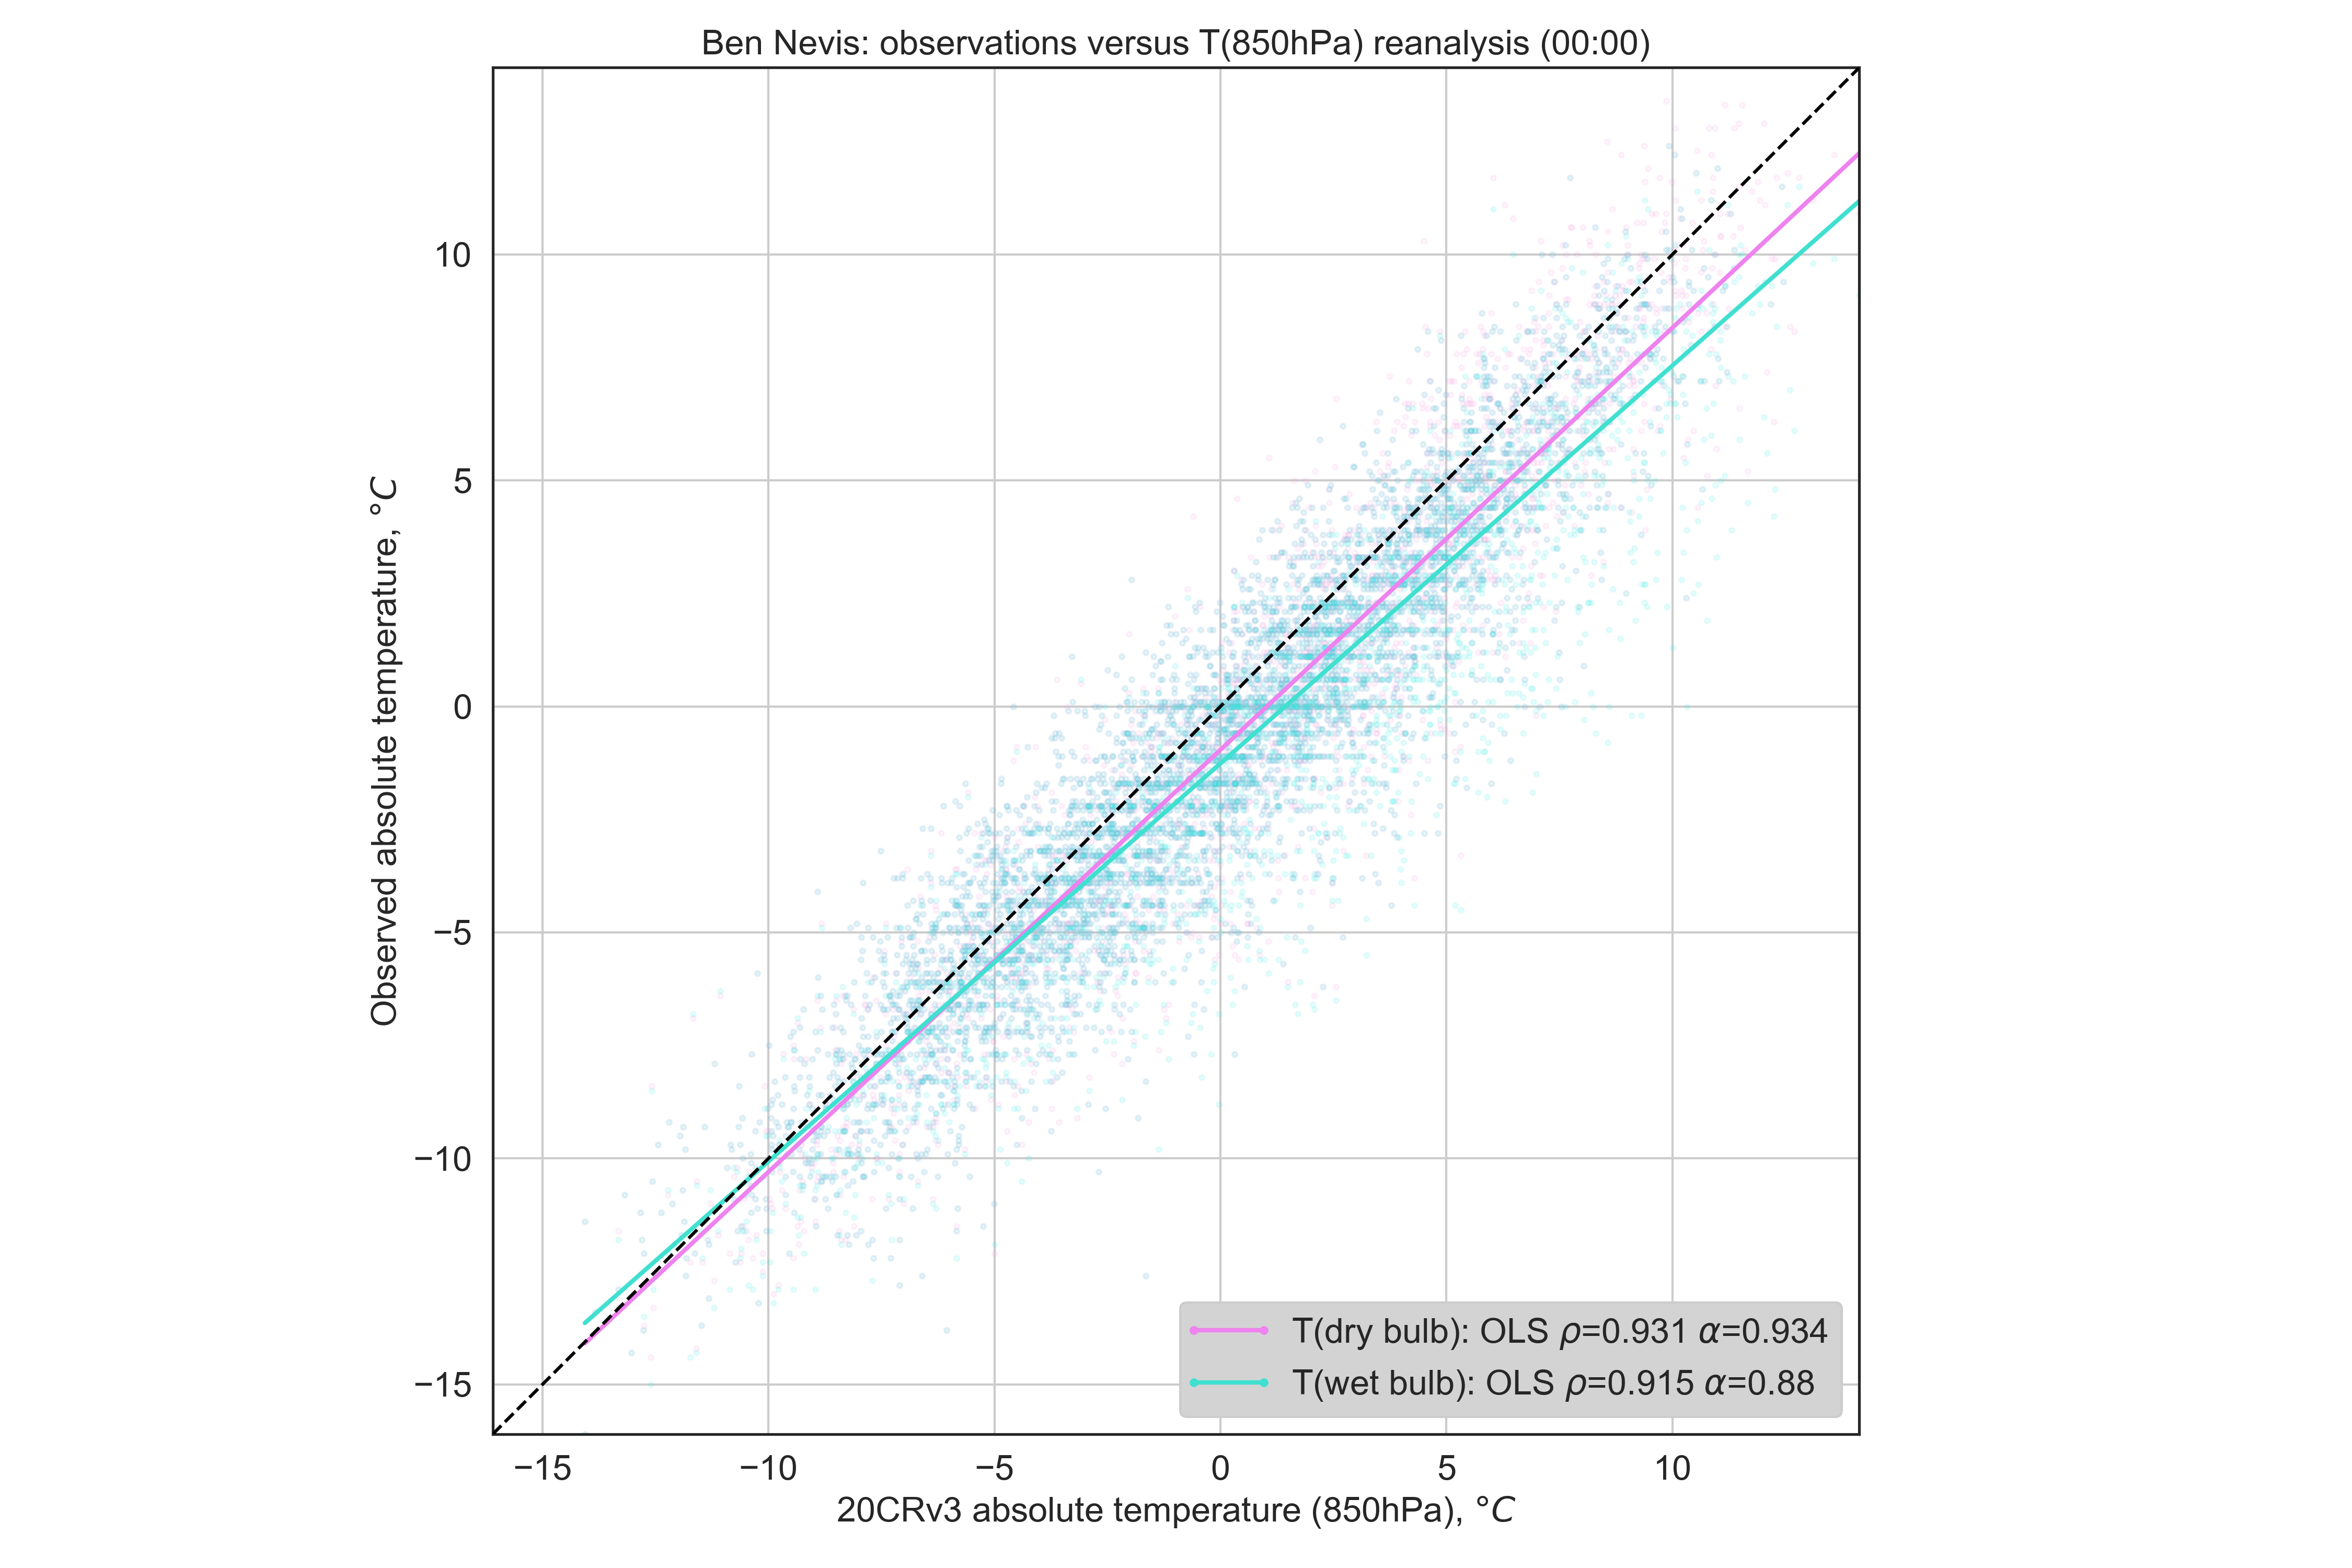 Ben Nevis: observations versus T(850hPa) reanalysis (00:00)
Observed absolute temperature, °C
10
5
0
−5
−10
−15
−15 −10 −5 0 5 10
20CRv3 absolute temperature (850hPa), °C
T(dry bulb): OLS ρ=0.931 α=0.934
T(wet bulb): OLS ρ=0.915 α=0.88